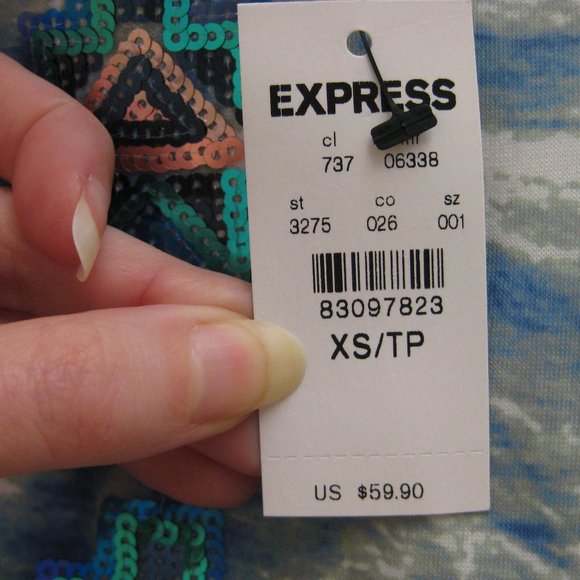 EXPRESS
cl
737 06338
st co sz
3275 026 001
83097823
XS/TP
US $59.90